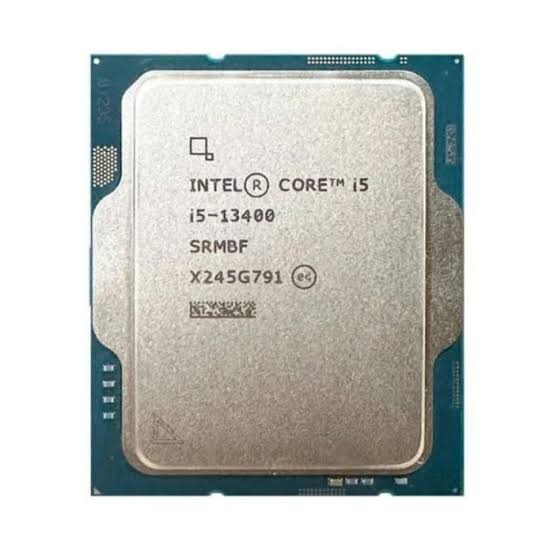 INTEL® CORE™ i5
i5-13400
SRMBF
X245G791 e4